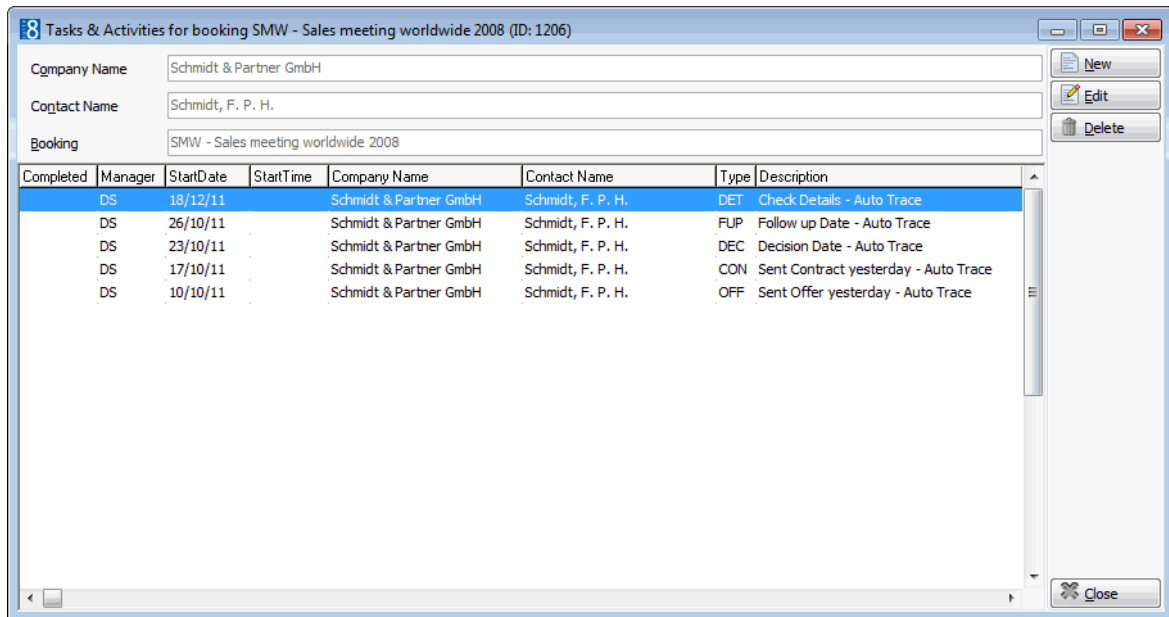 8 Tasks & Activities for booking SMW - Sales meeting worldwide 2008 (ID: 1206)
Company Name Schmidt & Partner GmbH
Contact Name Schmidt, F. P. H.
Booking SMW - Sales meeting worldwide 2008
New
Edit
Delete
Completed Manager StartDate StartTime Company Name Contact Name Type Description
DS 18/12/11 Schmidt & Partner GmbH Schmidt, F. P. H. DET Check Details - Auto Trace
DS 26/10/11 Schmidt & Partner GmbH Schmidt, F. P. H. FUP Follow up Date - Auto Trace
DS 23/10/11 Schmidt & Partner GmbH Schmidt, F. P. H. DEC Decision Date - Auto Trace
DS 17/10/11 Schmidt & Partner GmbH Schmidt, F. P. H. CON Sent Contract yesterday - Auto Trace
DS 10/10/11 Schmidt & Partner GmbH Schmidt, F. P. H. OFF Sent Offer yesterday - Auto Trace
Close